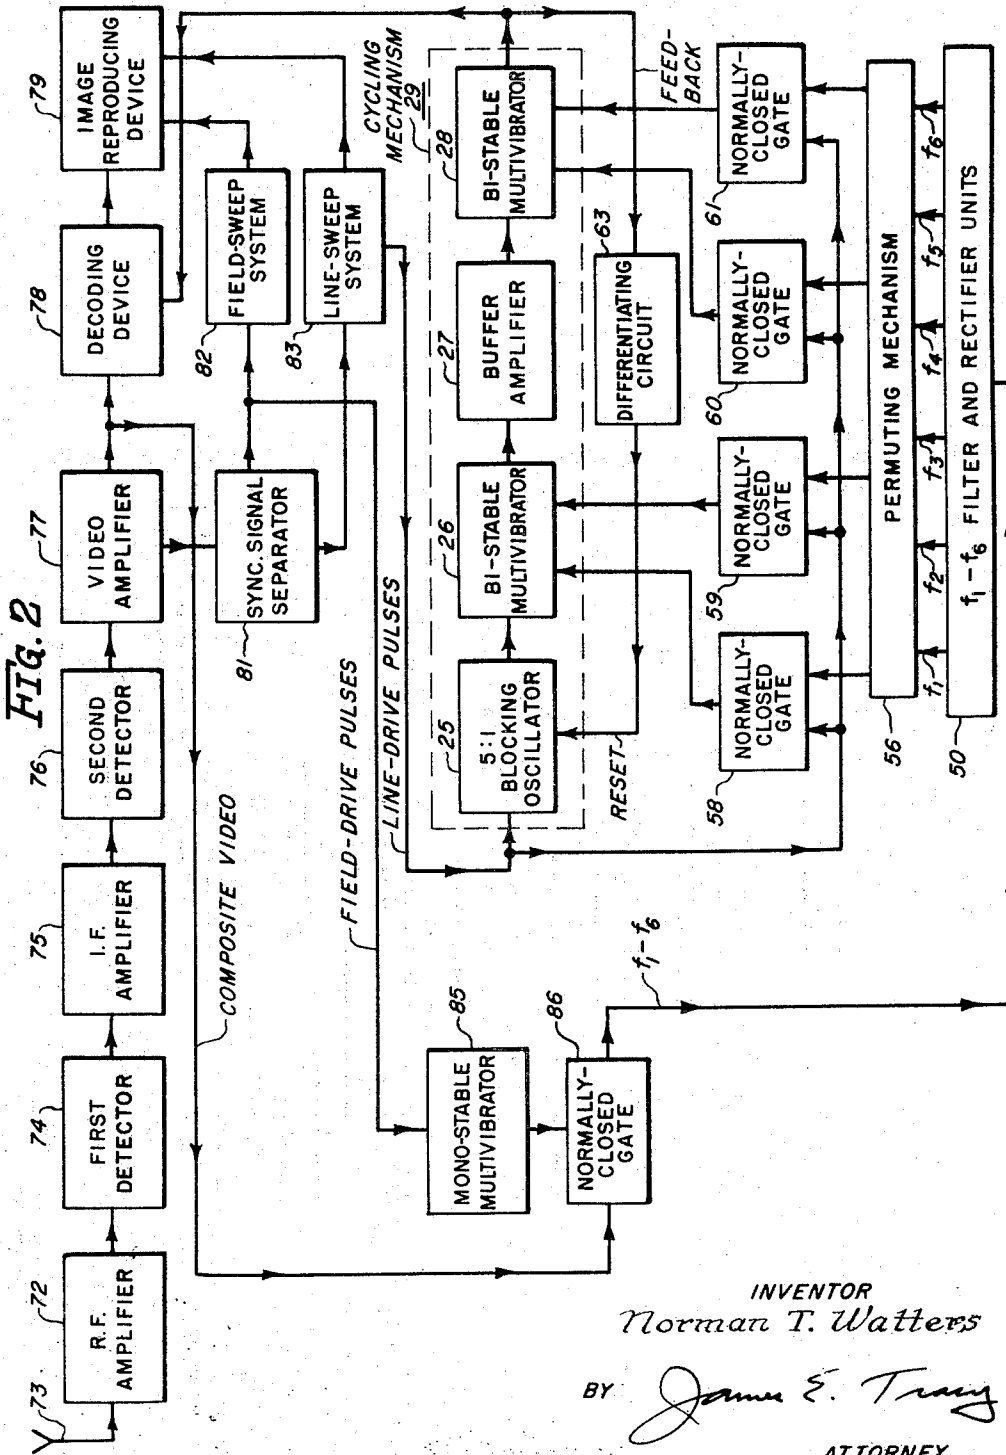 FIG. 2
73
72
R.F.
AMPLIFIER
74
FIRST
DETECTOR
75
I.F.
AMPLIFIER
76
SECOND
DETECTOR
77
VIDEO
AMPLIFIER
78
DECODING
DEVICE
79
IMAGE
REPRODUCING
DEVICE
COMPOSITE VIDEO
81
SYNC. SIGNAL
SEPARATOR
82
FIELD-SWEEP
SYSTEM
83
LINE-SWEEP
SYSTEM
FIELD-DRIVE PULSES
LINE-DRIVE PULSES
CYCLING
MECHANISM
29
25
5:1
BLOCKING
OSCILLATOR
26
BI-STABLE
MULTIVIBRATOR
27
BUFFER
AMPLIFIER
28
BI-STABLE
MULTIVIBRATOR
85
MONO-STABLE
MULTIVIBRATOR
86
NORMALLY-
CLOSED
GATE
f1-f6
RESET
63
DIFFERENTIATING
CIRCUIT
FEED-
BACK
58
NORMALLY-
CLOSED
GATE
59
NORMALLY-
CLOSED
GATE
60
NORMALLY-
CLOSED
GATE
61
NORMALLY-
CLOSED
GATE
56
PERMUTING MECHANISM
f1
f2
f3
f4
f5
f6
50
f1-f6 FILTER AND RECTIFIER UNITS
INVENTOR
Norman T. Watters
BY James E. Tracy
ATTORNEY